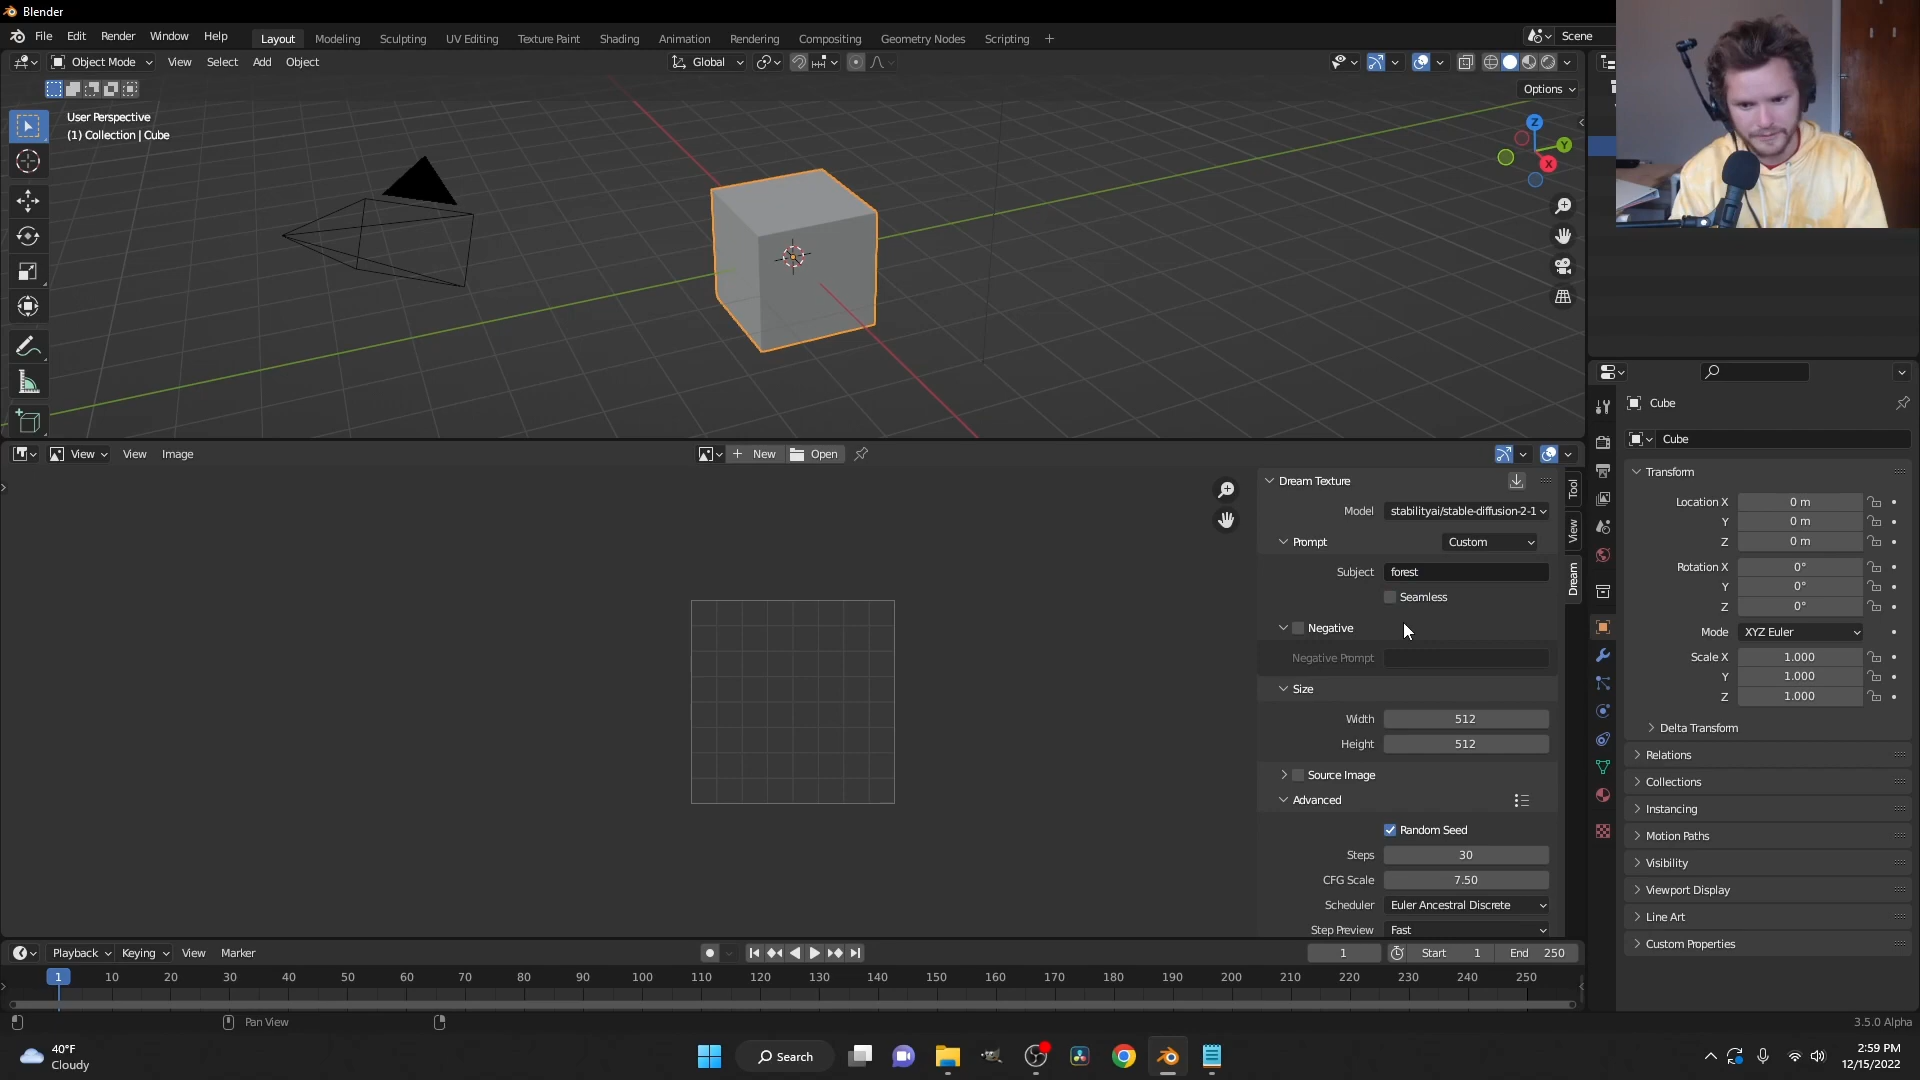 Blender
File Edit Render Window Help Layout Modeling Sculpting UV Editing Texture Paint Shading Animation Rendering Compositing Geometry Nodes Scripting + Scene
Object Mode View Select Add Object Global
Options
User Perspective
(1) Collection | Cube
Z
Y
X
Cube
Cube
Transform
Location X 0 m
Y 0 m
Z 0 m
Rotation X 0°
Y 0°
Z 0°
Mode XYZ Euler
Scale X 1.000
Y 1.000
Z 1.000
Delta Transform
Relations
Collections
Instancing
Motion Paths
Visibility
Viewport Display
Line Art
Custom Properties
View View Image + New Open
Tool
View
Dream
Dream Texture
Model stabilityai/stable-diffusion-2-1
Prompt Custom
Subject forest
Seamless
Negative
Negative Prompt
Size
Width 512
Height 512
Source Image
Advanced
Random Seed
Steps 30
CFG Scale 7.50
Scheduler Euler Ancestral Discrete
Step Preview Fast
Playback Keying View Marker 1 Start 1 End 250
1 10 20 30 40 50 60 70 80 90 100 110 120 130 140 150 160 170 180 190 200 210 220 230 240 250
Pan View 3.5.0 Alpha
40°F
Cloudy
Search
2:59 PM
12/15/2022